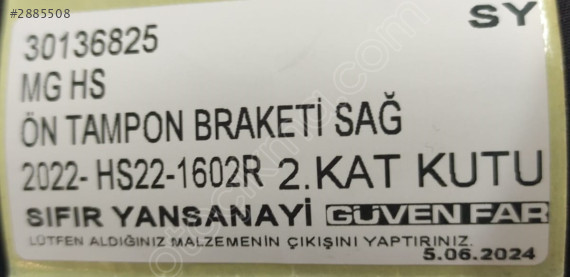 #2885508
SY
30136825
MG HS
ÖN TAMPON BRAKETİ SAĞ
2022- HS22-1602R 2.KAT KUTU
SIFIR YANSANAYİ GÜVEN FAR
LÜTFEN ALDIĞINIZ MALZEMENİN ÇIKIŞINI YAPTIRINIZ.
5.06.2024